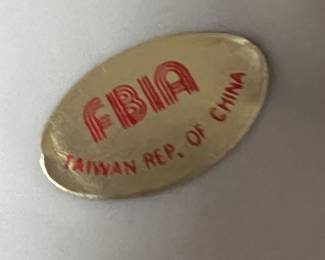 FBIA
TAIWAN REP. OF CHINA